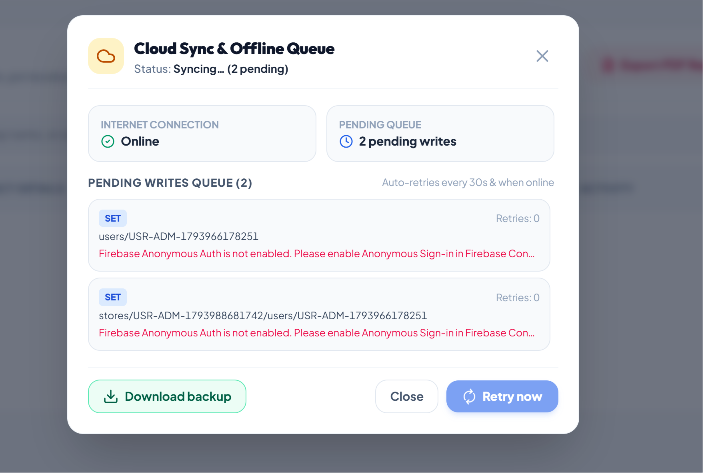 Cloud Sync & Offline Queue
Status: Syncing... (2 pending)
INTERNET CONNECTION
Online
PENDING QUEUE
2 pending writes
PENDING WRITES QUEUE (2)
Auto-retries every 30s & when online
SET
Retries: 0
users/USR-ADM-1793966178251
Firebase Anonymous Auth is not enabled. Please enable Anonymous Sign-in in Firebase Con...
SET
Retries: 0
stores/USR-ADM-1793988681742/users/USR-ADM-1793966178251
Firebase Anonymous Auth is not enabled. Please enable Anonymous Sign-in in Firebase Con...
Download backup
Close
Retry now